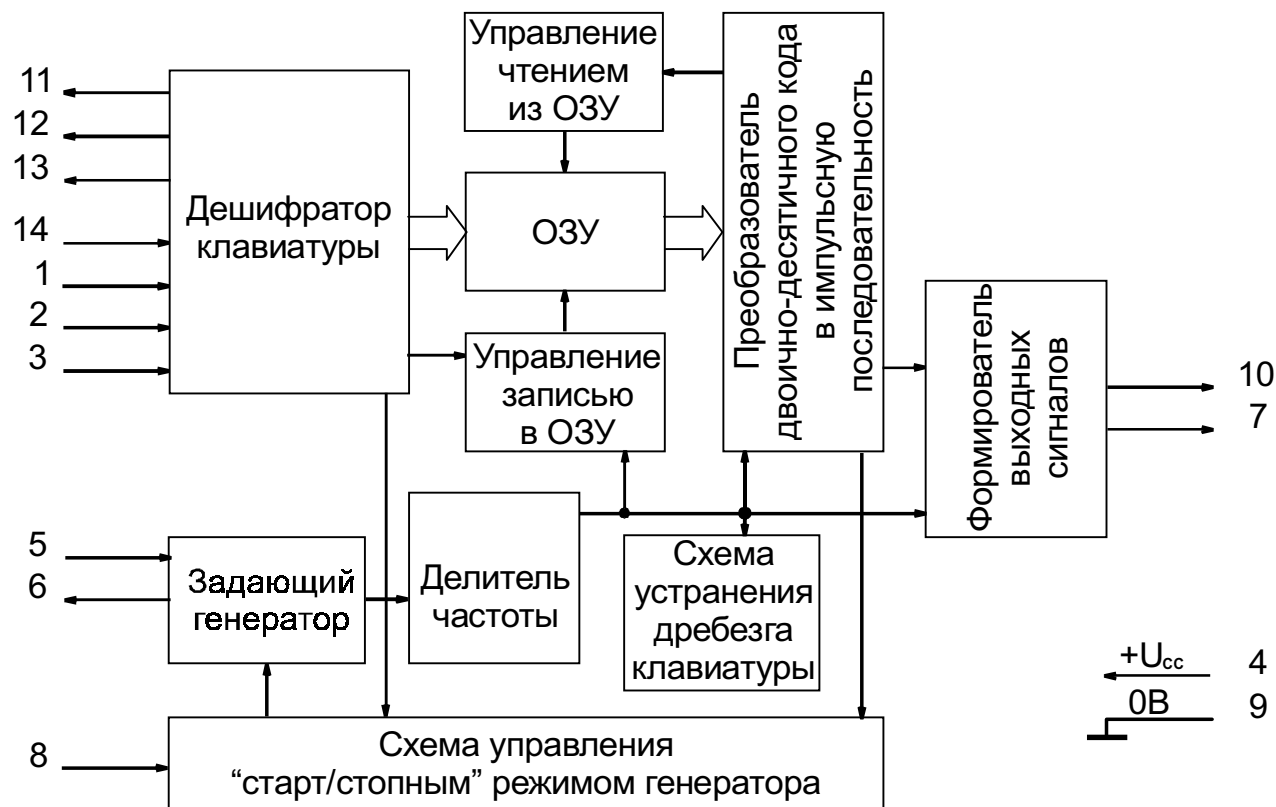 Управление
чтением
из ОЗУ
11
12
13
14
1
2
3
Дешифратор
клавиатуры
ОЗУ
Преобразователь
двоично-десятичного кода
в импульсную
последовательность
Управление
записью
в ОЗУ
Формирователь
выходных
сигналов
10
7
5
6
Задающий
генератор
Делитель
частоты
Схема
устранения
дребезга
клавиатуры
+Ucc
4
0В
9
8
Схема управления
“старт/стопным” режимом генератора